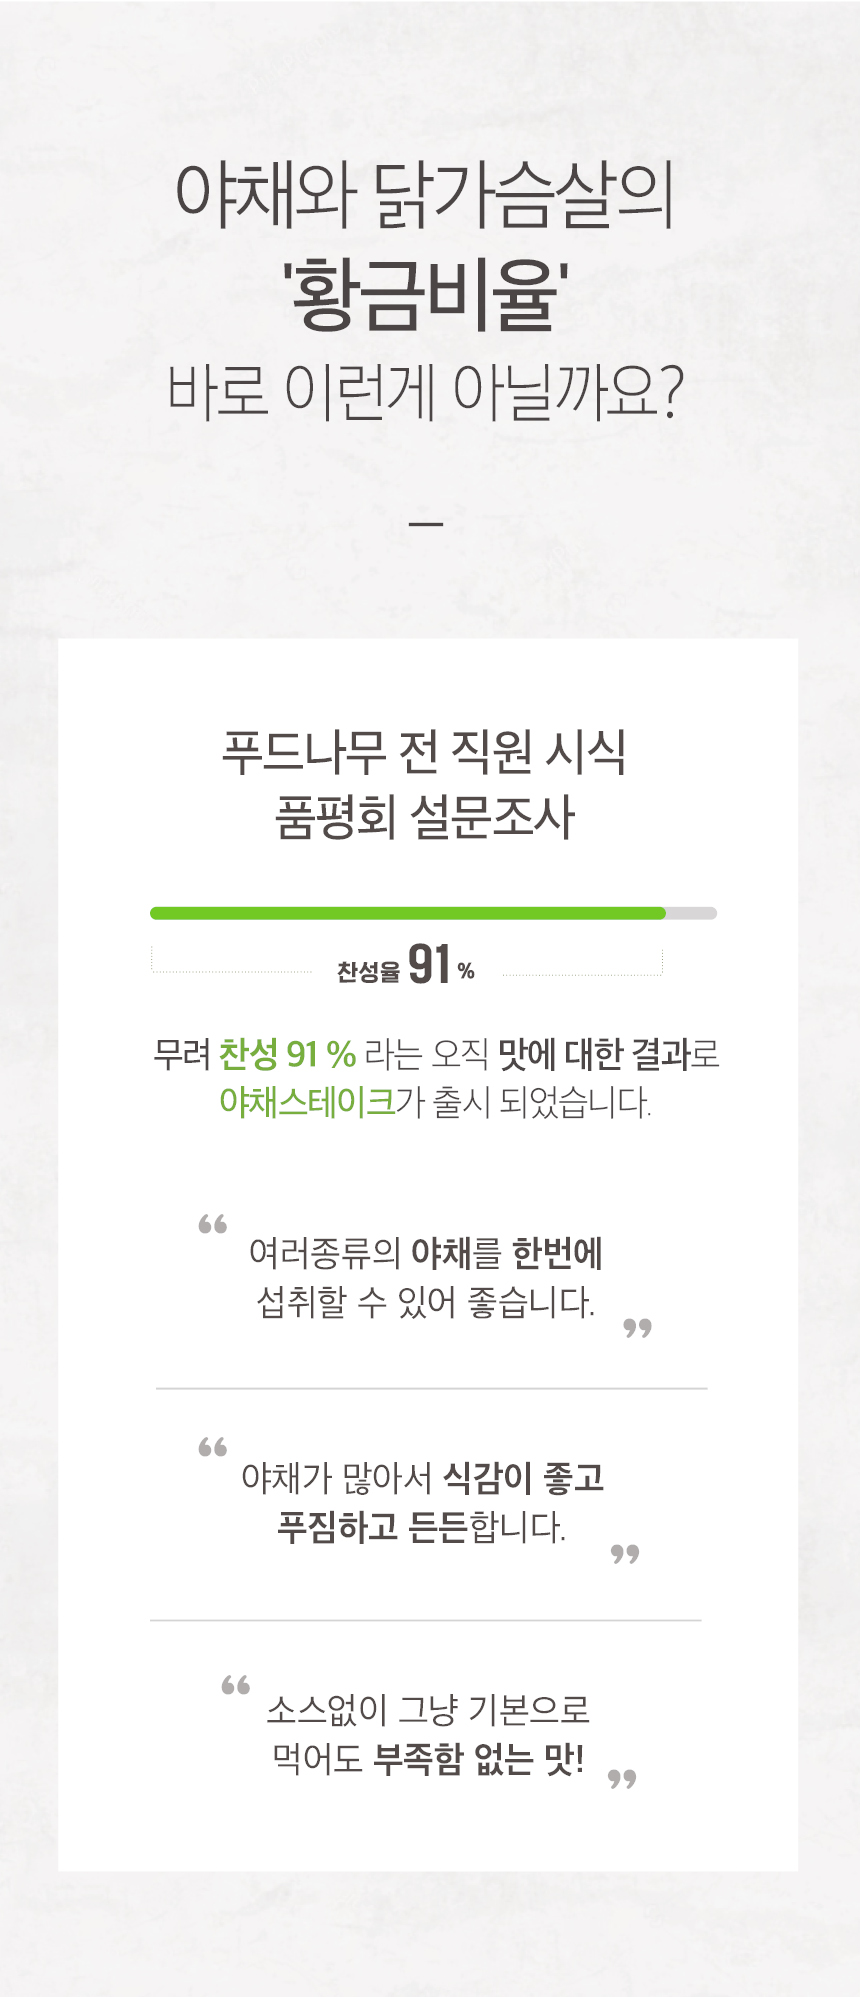 야채와 닭가슴살의
'황금비율'
바로 이런게 아닐까요?
푸드나무 전 직원 시식
품평회 설문조사
찬성율 91 %
무려 찬성 91 % 라는 오직 맛에 대한 결과로
야채스테이크가 출시 되었습니다.
“ 여러종류의 야채를 한번에
섭취할 수 있어 좋습니다. ”
“ 야채가 많아서 식감이 좋고
푸짐하고 든든합니다. ”
“ 소스없이 그냥 기본으로
먹어도 부족함 없는 맛! ”